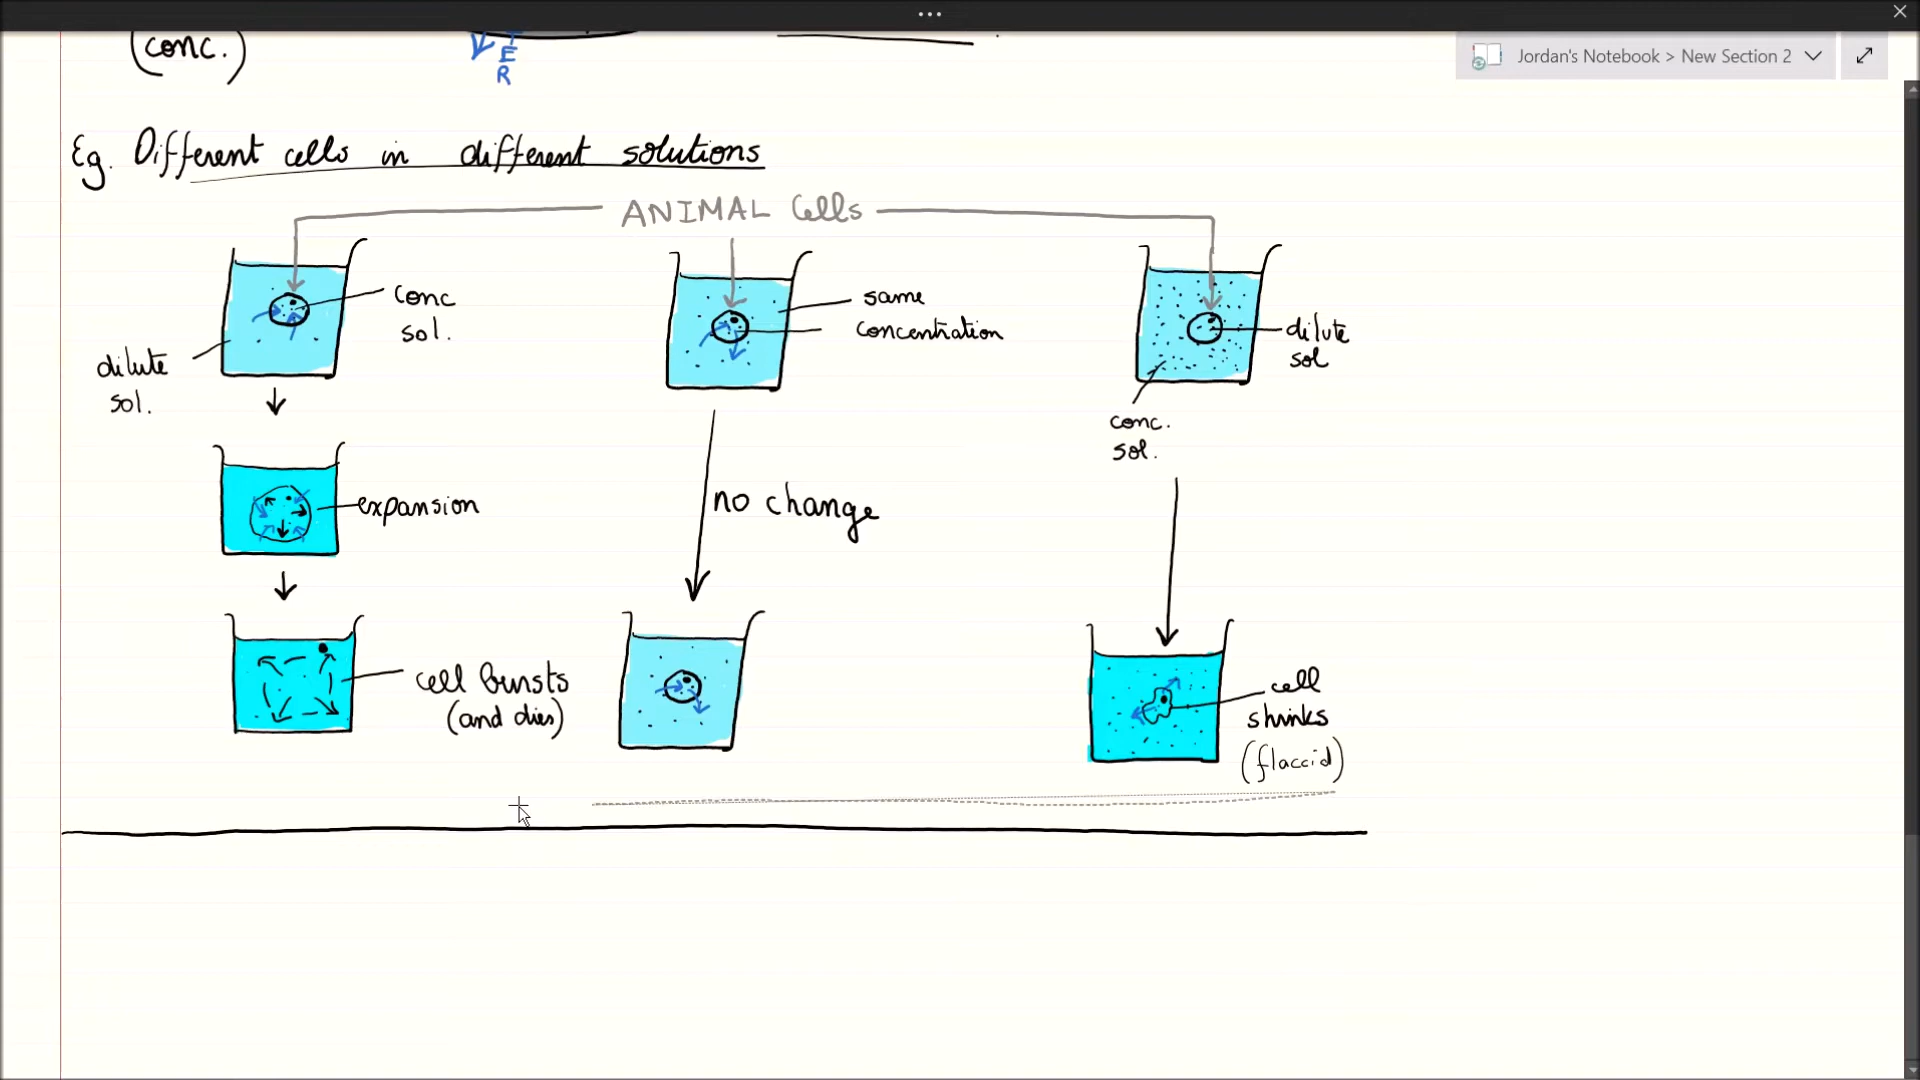 Jordan's Notebook > New Section 2
(conc.)
E
R
Eg. Different cells in different solutions
ANIMAL Cells
conc
sol.
dilute
sol.
same
concentration
dilute
sol
conc.
sol.
expansion
no change
cell bursts
(and dies)
cell
shrinks
(flaccid)